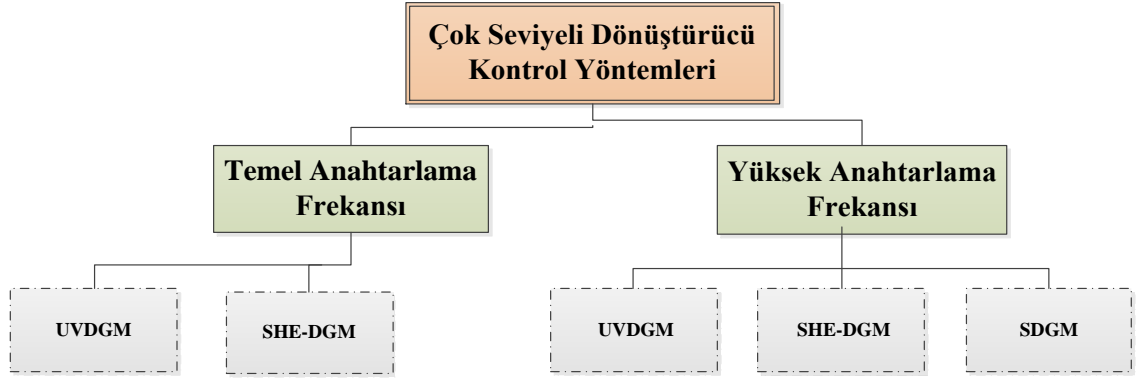 Çok Seviyeli Dönüştürücü
Kontrol Yöntemleri
Temel Anahtarlama
Frekansı
Yüksek Anahtarlama
Frekansı
UVDGM
SHE-DGM
UVDGM
SHE-DGM
SDGM